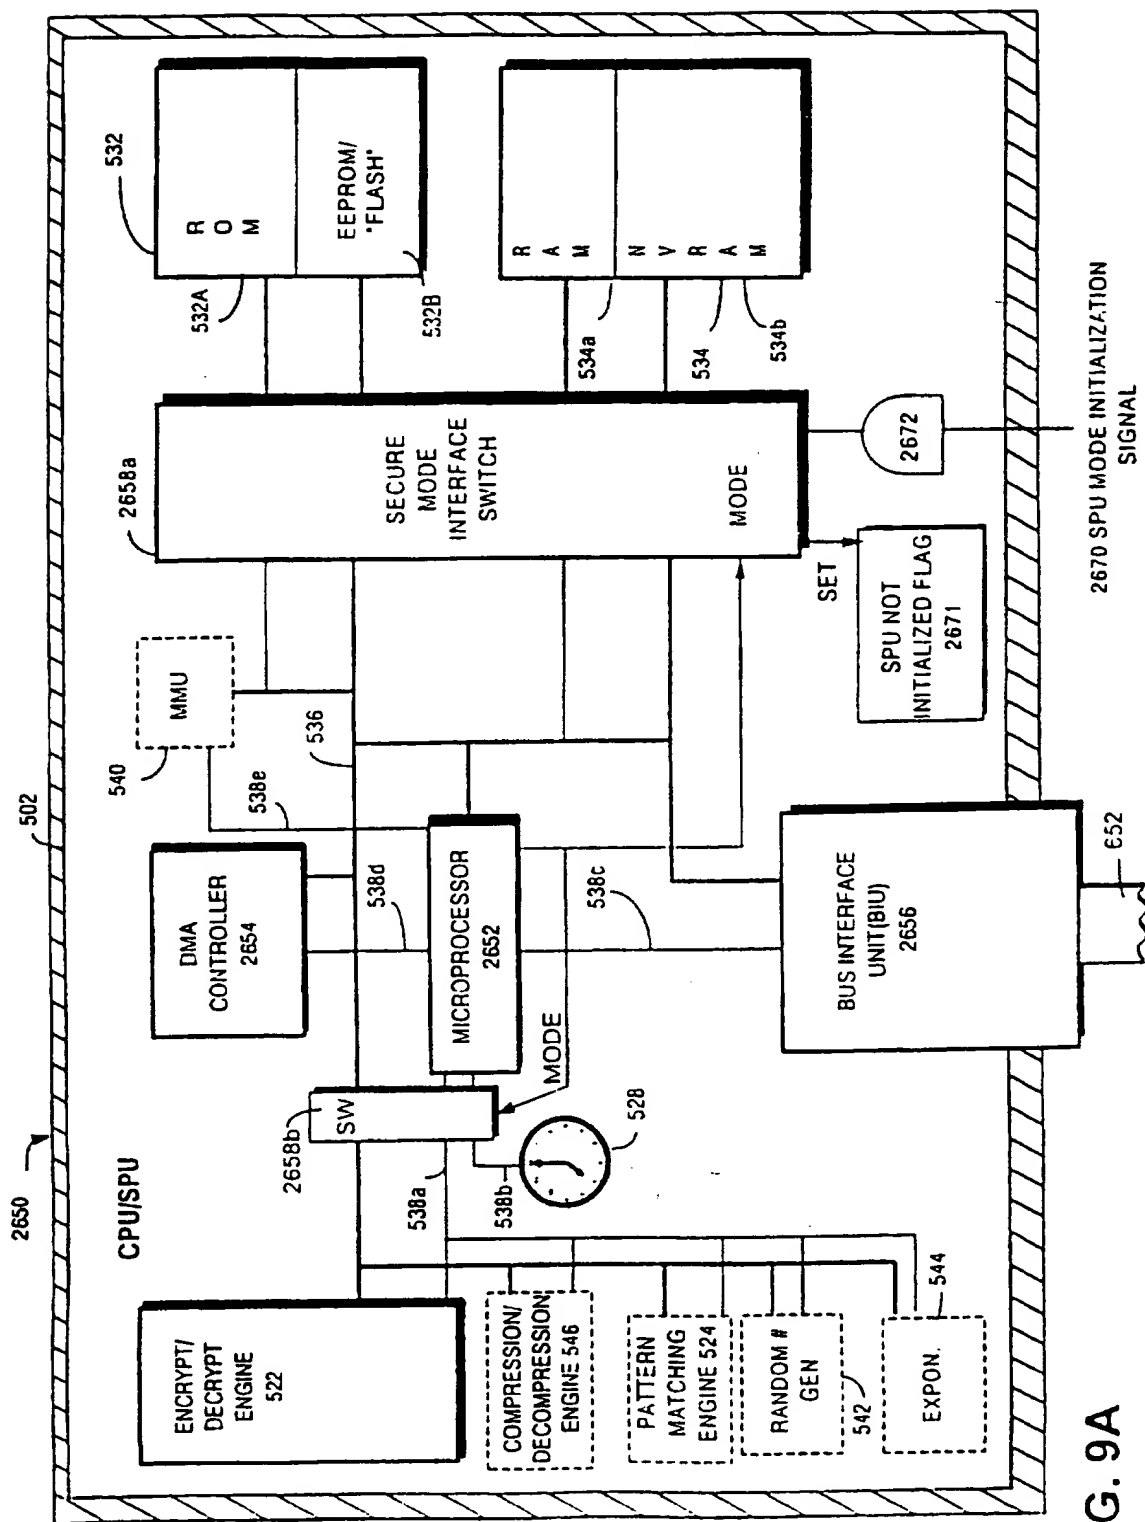 2650
502
CPU/SPU
ENCRYPT/
DECRYPT
ENGINE
522
2658b
SW
DMA
CONTROLLER
2654
540
MMU
2658a
532
R
O
M
532A
EEPROM/
"FLASH"
532B
538a
538b
538d
538e
536
MICROPROCESSOR
2652
SECURE
MODE
INTERFACE
SWITCH
MODE
R
A
M
534a
N
V
R
A
M
534
534b
COMPRESSION/
DECOMPRESSION
ENGINE 546
MODE
528
538c
PATTERN
MATCHING
ENGINE 524
RANDOM #
GEN
542
EXPON.
544
BUS INTERFACE
UNIT(BIU)
2656
652
SET
SPU NOT
INITIALIZED FLAG
2671
2672
2670 SPU MODE INITIALIZATION
SIGNAL
G. 9A